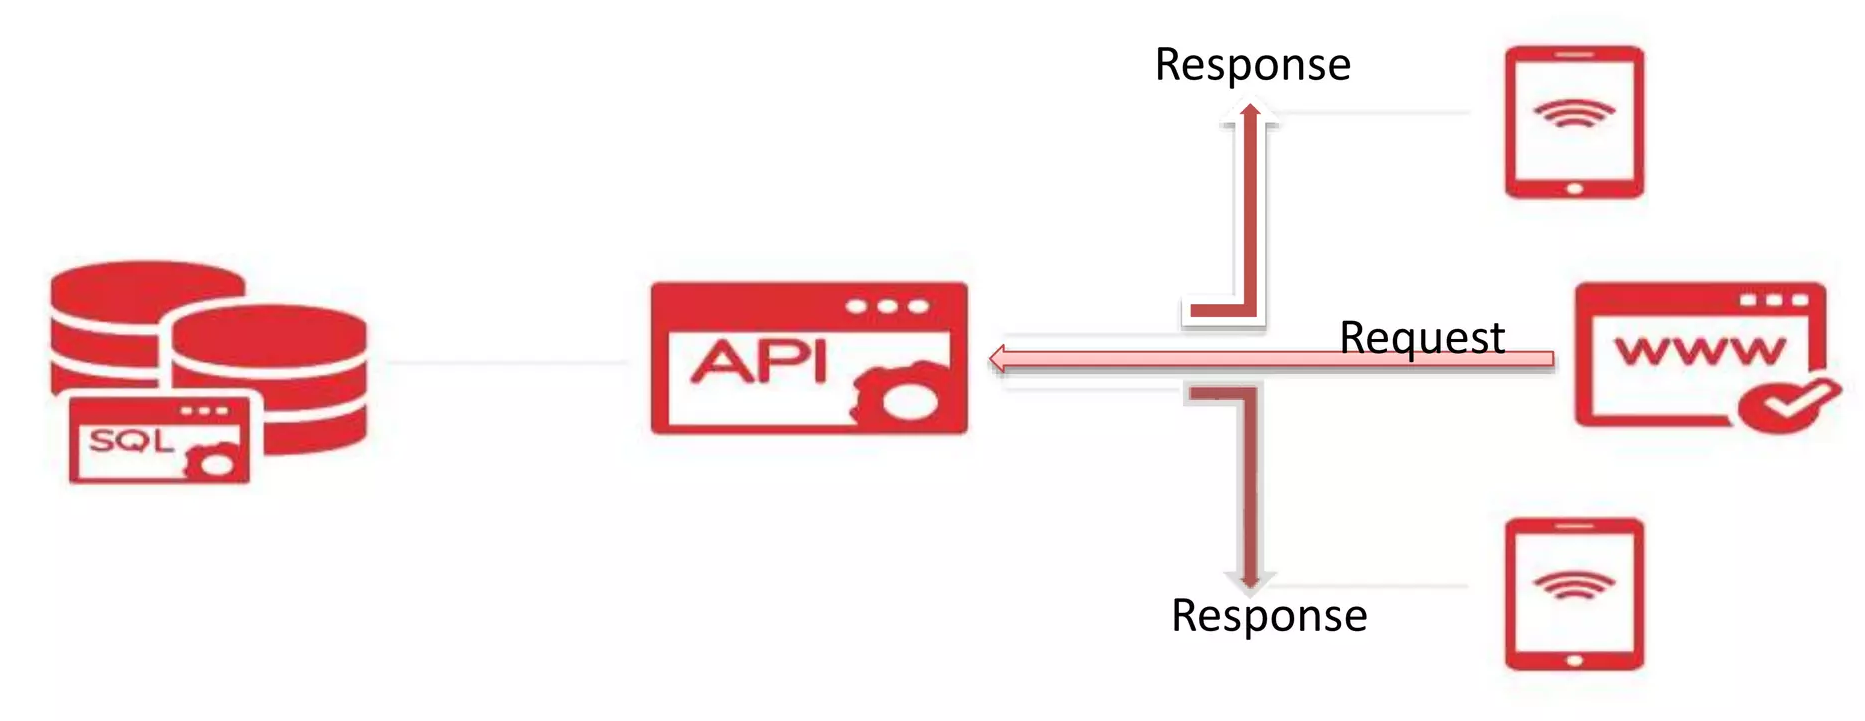 Response
Request
WWW
API
SQL
Response